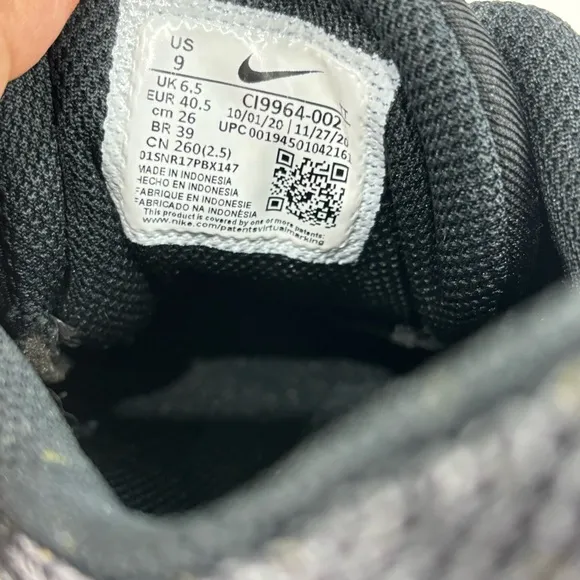 US
9
UK 6.5
EUR 40.5
cm 26
BR 39
CN 260(2.5)
CI9964-002
10/01/20 | 11/27/20
UPC 00194501042161
01SNR17PBX147
MADE IN INDONESIA
HECHO EN INDONESIA
FABRIQUE EN INDONESIE
FABRICADO NA INDONÉSIA
This product is covered by one or more patents:
www.nike.com/patentsvirtualmarking